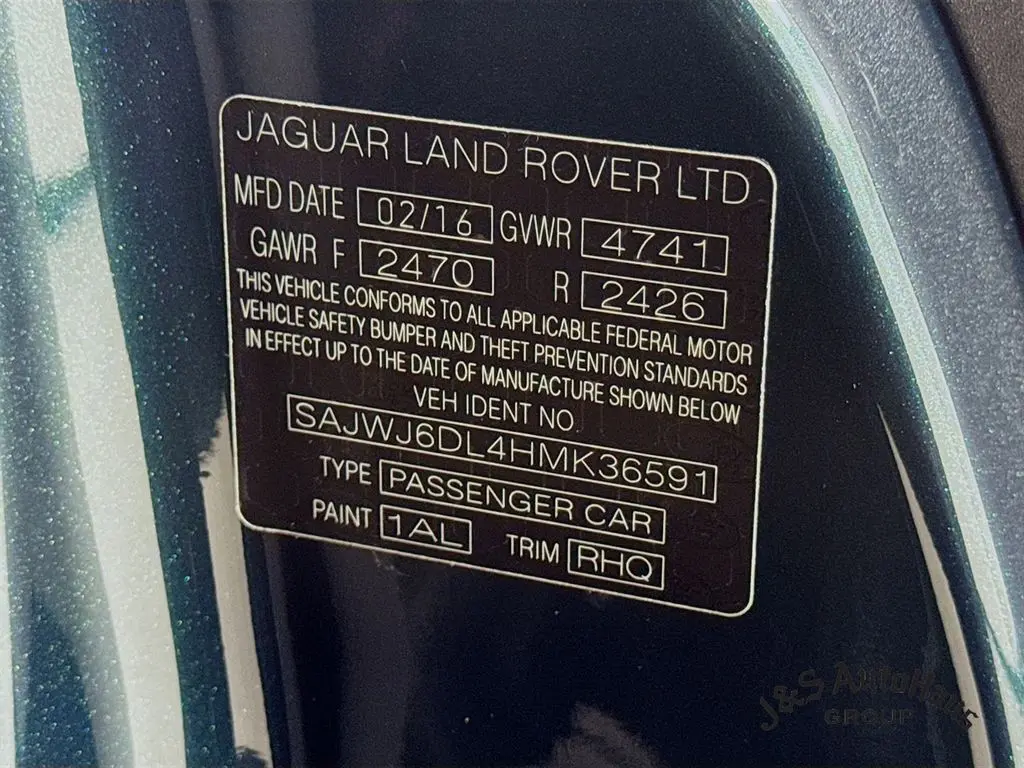 JAGUAR LAND ROVER LTD
MFD DATE 02/16 GVWR 4741
GAWR F 2470 R 2426
THIS VEHICLE CONFORMS TO ALL APPLICABLE FEDERAL MOTOR
VEHICLE SAFETY BUMPER AND THEFT PREVENTION STANDARDS
IN EFFECT UP TO THE DATE OF MANUFACTURE SHOWN BELOW
VEH IDENT NO.
SAJWJ6DL4HMK36591
TYPE PASSENGER CAR
PAINT 1AL TRIM RHQ
J&S AutoHaus
GROUP